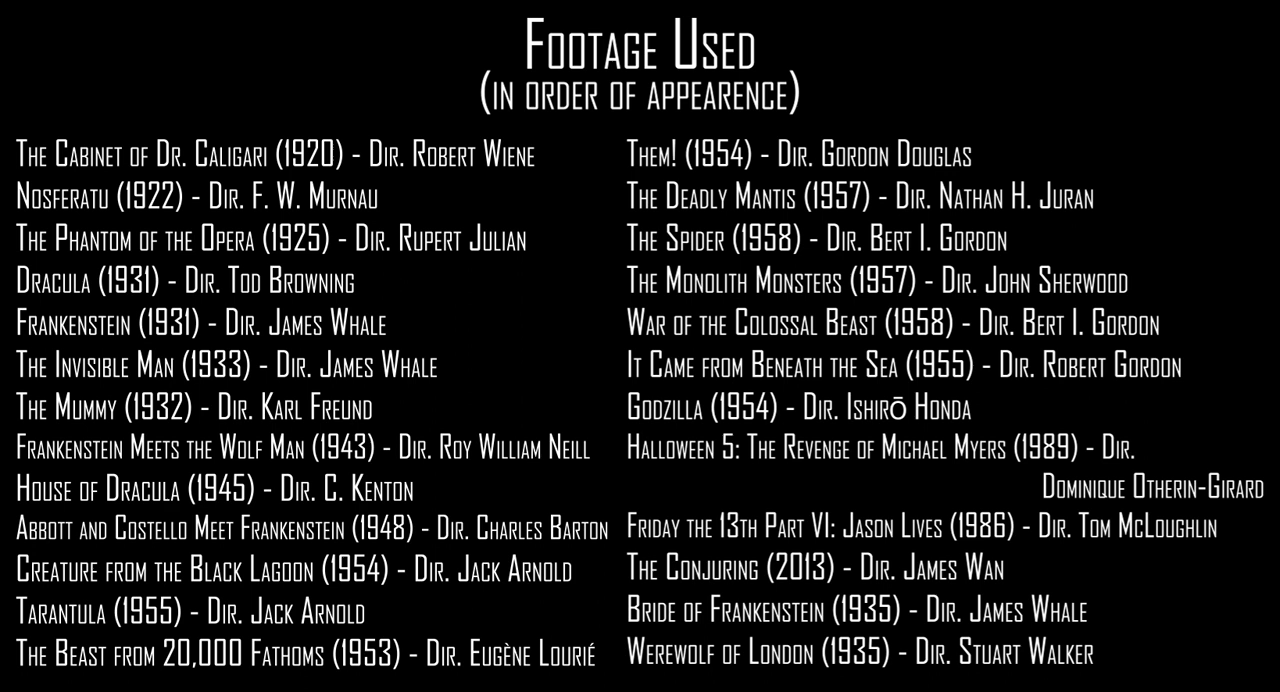 Footage Used
(in order of appearence)
The Cabinet of Dr. Caligari (1920) - Dir. Robert Wiene
Nosferatu (1922) - Dir. F. W. Murnau
The Phantom of the Opera (1925) - Dir. Rupert Julian
Dracula (1931) - Dir. Tod Browning
Frankenstein (1931) - Dir. James Whale
The Invisible Man (1933) - Dir. James Whale
The Mummy (1932) - Dir. Karl Freund
Frankenstein Meets the Wolf Man (1943) - Dir. Roy William Neill
House of Dracula (1945) - Dir. C. Kenton
Abbott and Costello Meet Frankenstein (1948) - Dir. Charles Barton
Creature from the Black Lagoon (1954) - Dir. Jack Arnold
Tarantula (1955) - Dir. Jack Arnold
The Beast from 20,000 Fathoms (1953) - Dir. Eugène Lourié
Them! (1954) - Dir. Gordon Douglas
The Deadly Mantis (1957) - Dir. Nathan H. Juran
The Spider (1958) - Dir. Bert I. Gordon
The Monolith Monsters (1957) - Dir. John Sherwood
War of the Colossal Beast (1958) - Dir. Bert I. Gordon
It Came from Beneath the Sea (1955) - Dir. Robert Gordon
Godzilla (1954) - Dir. Ishirō Honda
Halloween 5: The Revenge of Michael Myers (1989) - Dir.
Dominique Otherin-Girard
Friday the 13th Part VI: Jason Lives (1986) - Dir. Tom McLoughlin
The Conjuring (2013) - Dir. James Wan
Bride of Frankenstein (1935) - Dir. James Whale
Werewolf of London (1935) - Dir. Stuart Walker